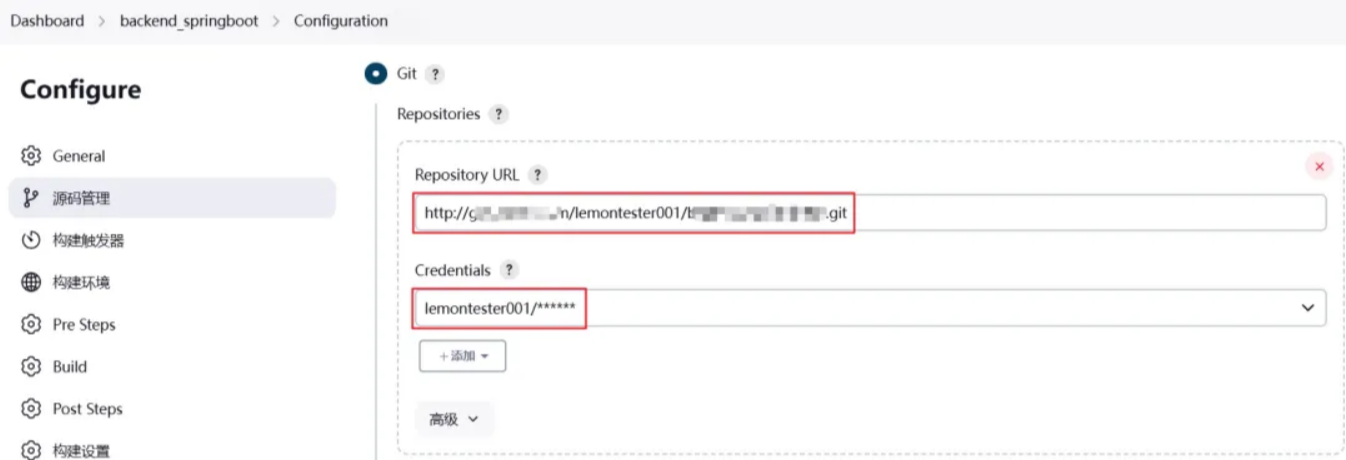 Dashboard > backend_springboot > Configuration
Configure
General
源码管理
构建触发器
构建环境
Pre Steps
Build
Post Steps
构建设置
Git ?
Repositories ?
Repository URL ?
http://g n/lemontester001/b .git
Credentials ?
lemontester001/******
+添加
高级